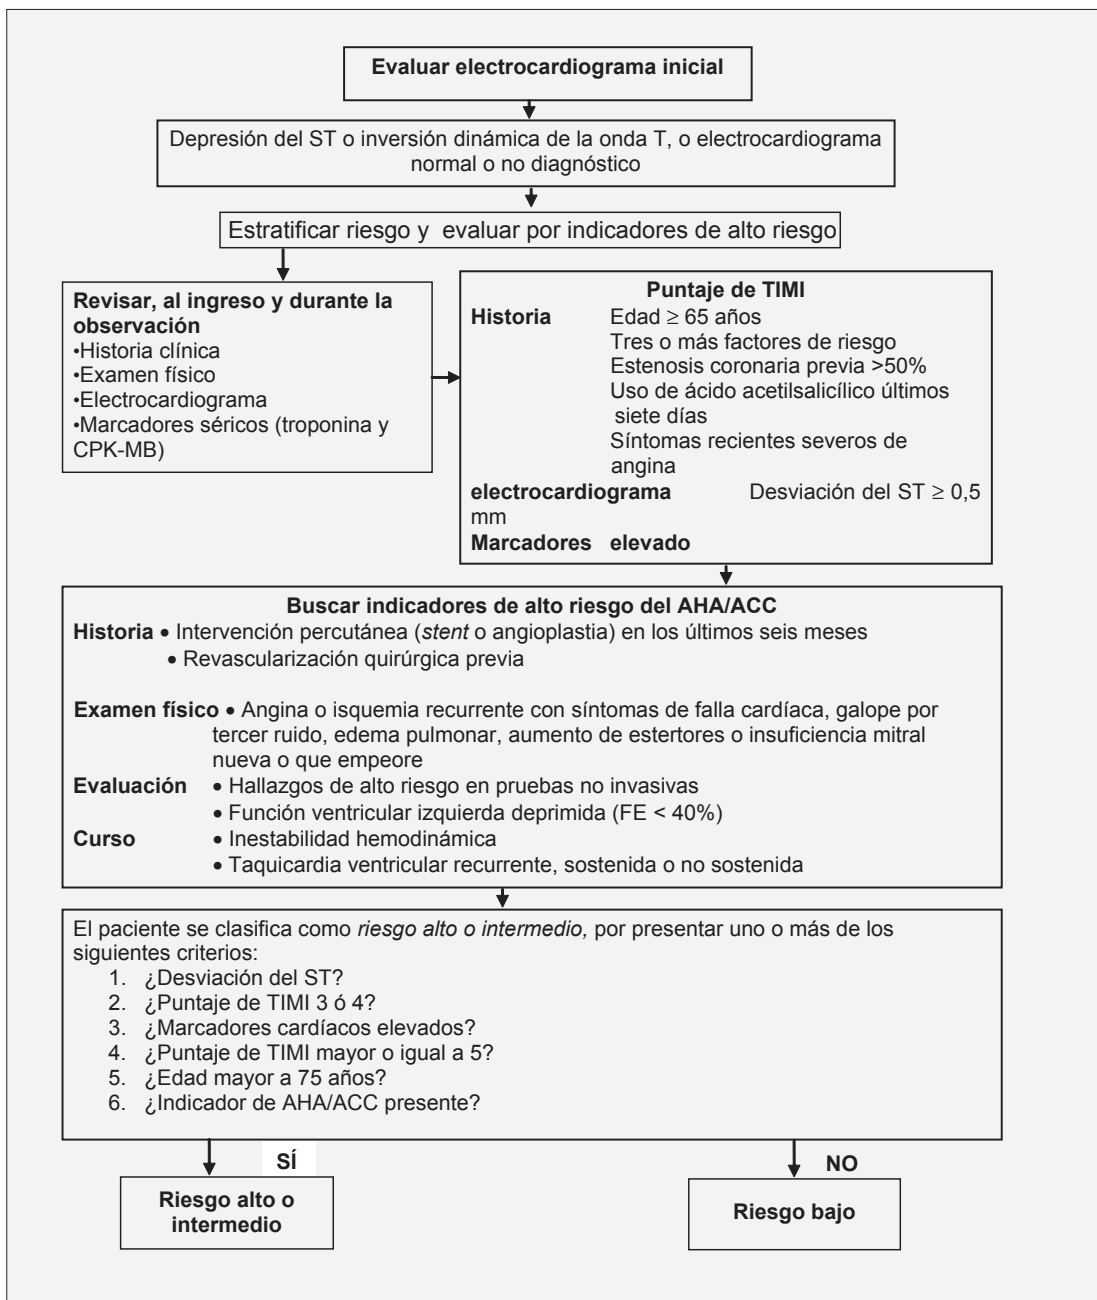 Evaluar electrocardiograma inicial
Depresión del ST o inversión dinámica de la onda T, o electrocardiograma
normal o no diagnóstico
Estratificar riesgo y evaluar por indicadores de alto riesgo
Revisar, al ingreso y durante la
observación
•Historia clínica
•Examen físico
•Electrocardiograma
•Marcadores séricos (troponina y
CPK-MB)
Puntaje de TIMI
Historia Edad ≥ 65 años
Tres o más factores de riesgo
Estenosis coronaria previa >50%
Uso de ácido acetilsalicílico últimos
siete días
Síntomas recientes severos de
angina
electrocardiograma Desviación del ST ≥ 0,5
mm
Marcadores elevado
Buscar indicadores de alto riesgo del AHA/ACC
Historia • Intervención percutánea (stent o angioplastia) en los últimos seis meses
• Revascularización quirúrgica previa
Examen físico • Angina o isquemia recurrente con síntomas de falla cardíaca, galope por
tercer ruido, edema pulmonar, aumento de estertores o insuficiencia mitral
nueva o que empeore
Evaluación • Hallazgos de alto riesgo en pruebas no invasivas
• Función ventricular izquierda deprimida (FE < 40%)
Curso • Inestabilidad hemodinámica
• Taquicardia ventricular recurrente, sostenida o no sostenida
El paciente se clasifica como riesgo alto o intermedio, por presentar uno o más de los
siguientes criterios:
1. ¿Desviación del ST?
2. ¿Puntaje de TIMI 3 ó 4?
3. ¿Marcadores cardíacos elevados?
4. ¿Puntaje de TIMI mayor o igual a 5?
5. ¿Edad mayor a 75 años?
6. ¿Indicador de AHA/ACC presente?
SÍ
NO
Riesgo alto o
intermedio
Riesgo bajo